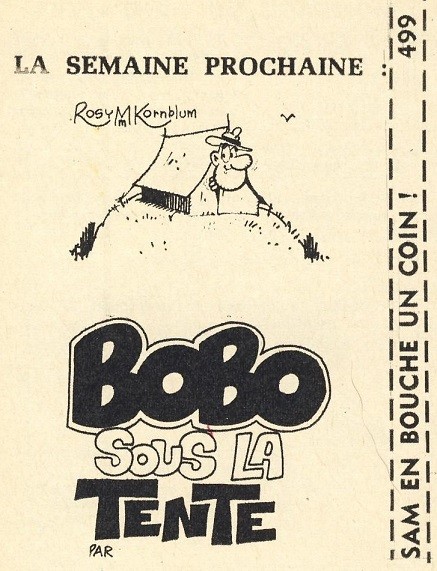 LA SEMAINE PROCHAINE :
Rosy M Kornblum
BOBO
SOUS LA
TENTE
PAR
SAM EN BOUCHE UN COIN !
499